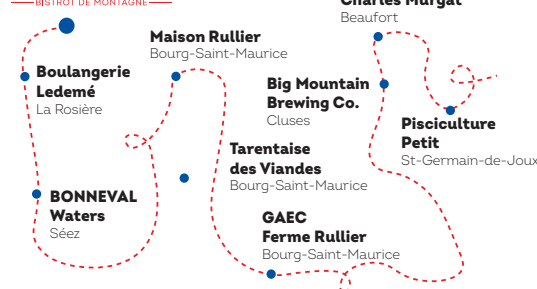 BISTROT DE MONTAGNE
Charles Murgat
Beaufort
Maison Rullier
Bourg-Saint-Maurice
Boulangerie
Ledemé
La Rosière
Big Mountain
Brewing Co.
Cluses
Pisciculture
Petit
St-Germain-de-Joux
Tarentaise
des Viandes
Bourg-Saint-Maurice
BONNEVAL
Waters
Séez
GAEC
Ferme Rullier
Bourg-Saint-Maurice